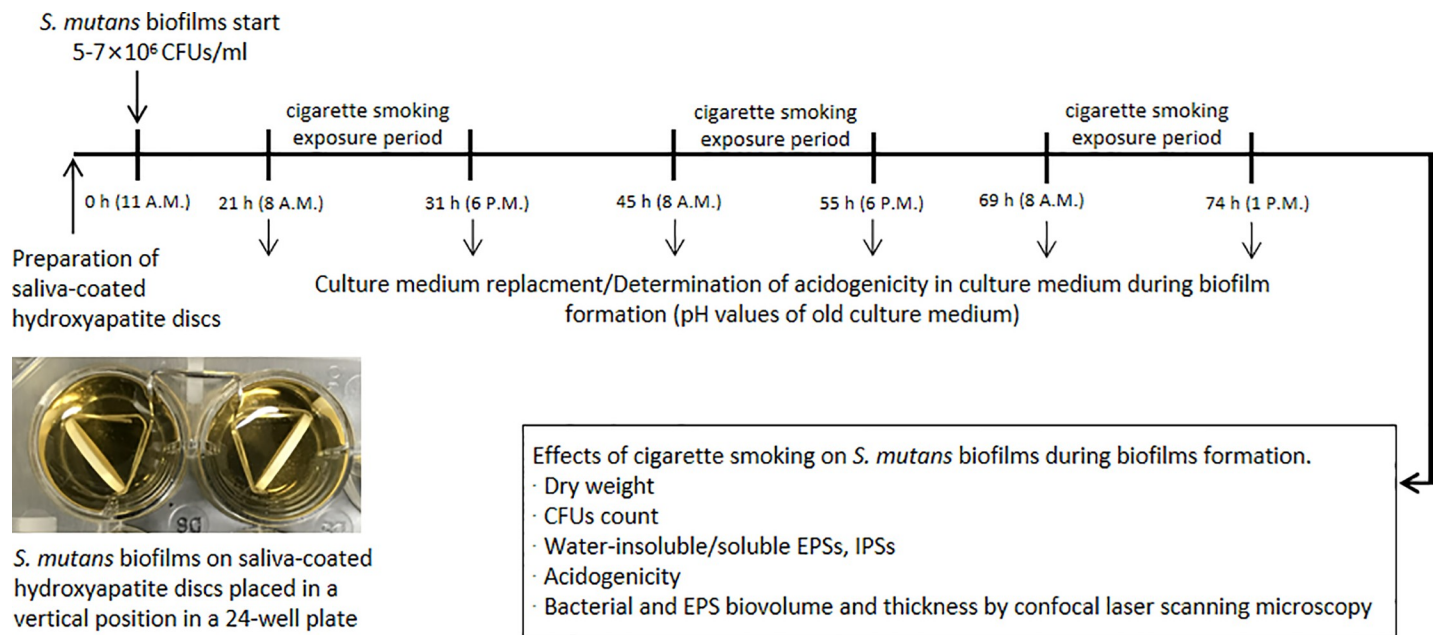 S. mutans biofilms start
5-7×10⁶ CFUs/ml
cigarette smoking
exposure period
cigarette smoking
exposure period
cigarette smoking
exposure period
0 h (11 A.M.)
21 h (8 A.M.)
31 h (6 P.M.)
45 h (8 A.M.)
55 h (6 P.M.)
69 h (8 A.M.)
74 h (1 P.M.)
Preparation of
saliva-coated
hydroxyapatite discs
Culture medium replacment/Determination of acidogenicity in culture medium during biofilm
formation (pH values of old culture medium)
S. mutans biofilms on saliva-coated
hydroxyapatite discs placed in a
vertical position in a 24-well plate
Effects of cigarette smoking on S. mutans biofilms during biofilms formation.
· Dry weight
· CFUs count
· Water-insoluble/soluble EPSs, IPSs
· Acidogenicity
· Bacterial and EPS biovolume and thickness by confocal laser scanning microscopy